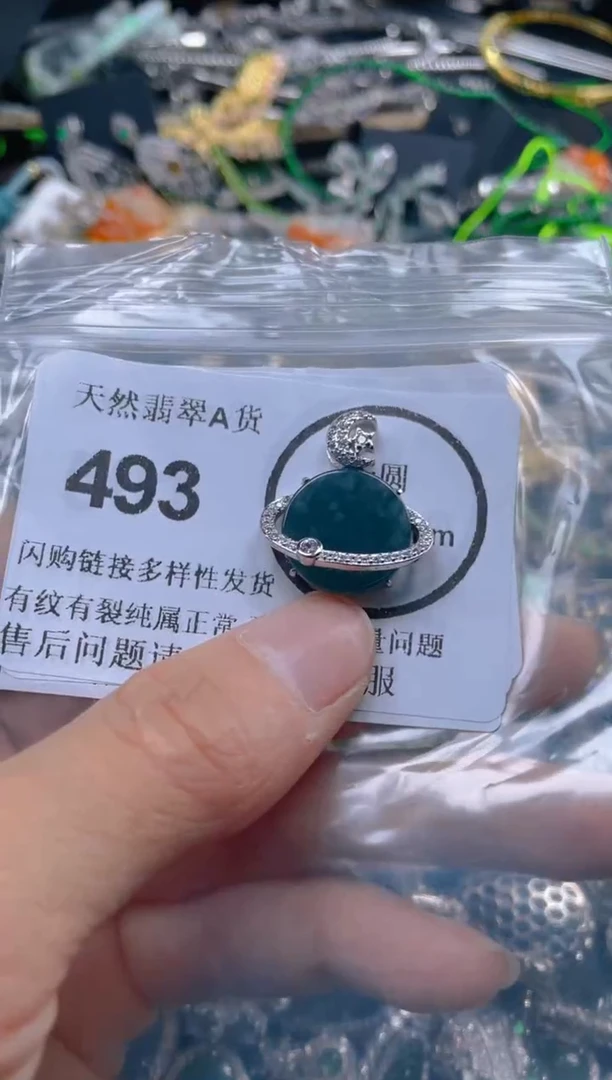 天然翡翠A货
493
圆
m
闪购链接多样性发货
有纹有裂纯属正常 量问题
售后问题请 服